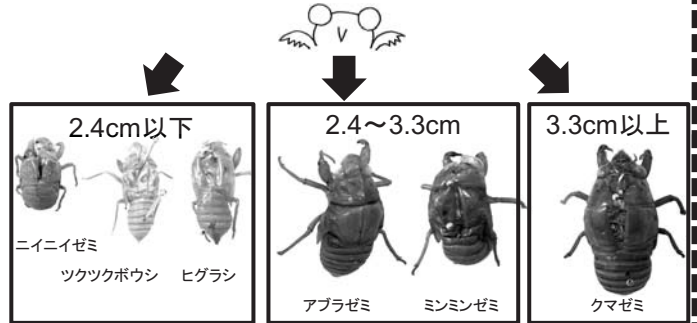 2.4cm以下
ニイニイゼミ
ツクツクボウシ
ヒグラシ
2.4～3.3cm
アブラゼミ
ミンミンゼミ
3.3cm以上
クマゼミ